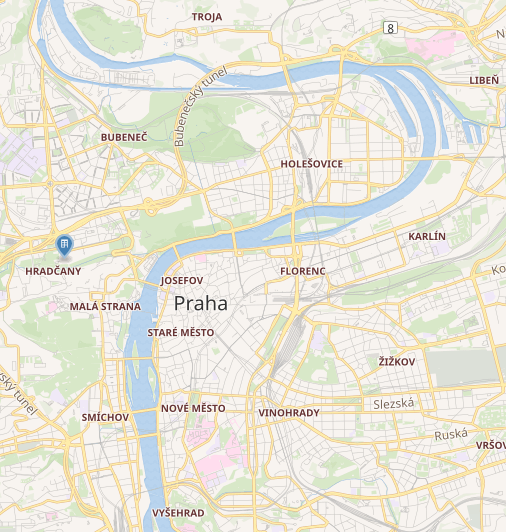 TROJA
8
N
LIBEŇ
Bubenečský tunel
BUBENEČ
HOLEŠOVICE
KARLÍN
HRADČANY
JOSEFOV
FLORENC
Ko
MALÁ STRANA
Praha
STARÉ MĚSTO
ŽIŽKOV
vský tunel
SMÍCHOV
NOVÉ MĚSTO
VINOHRADY
Slezská
Ruská
VRŠOV
VYŠEHRAD